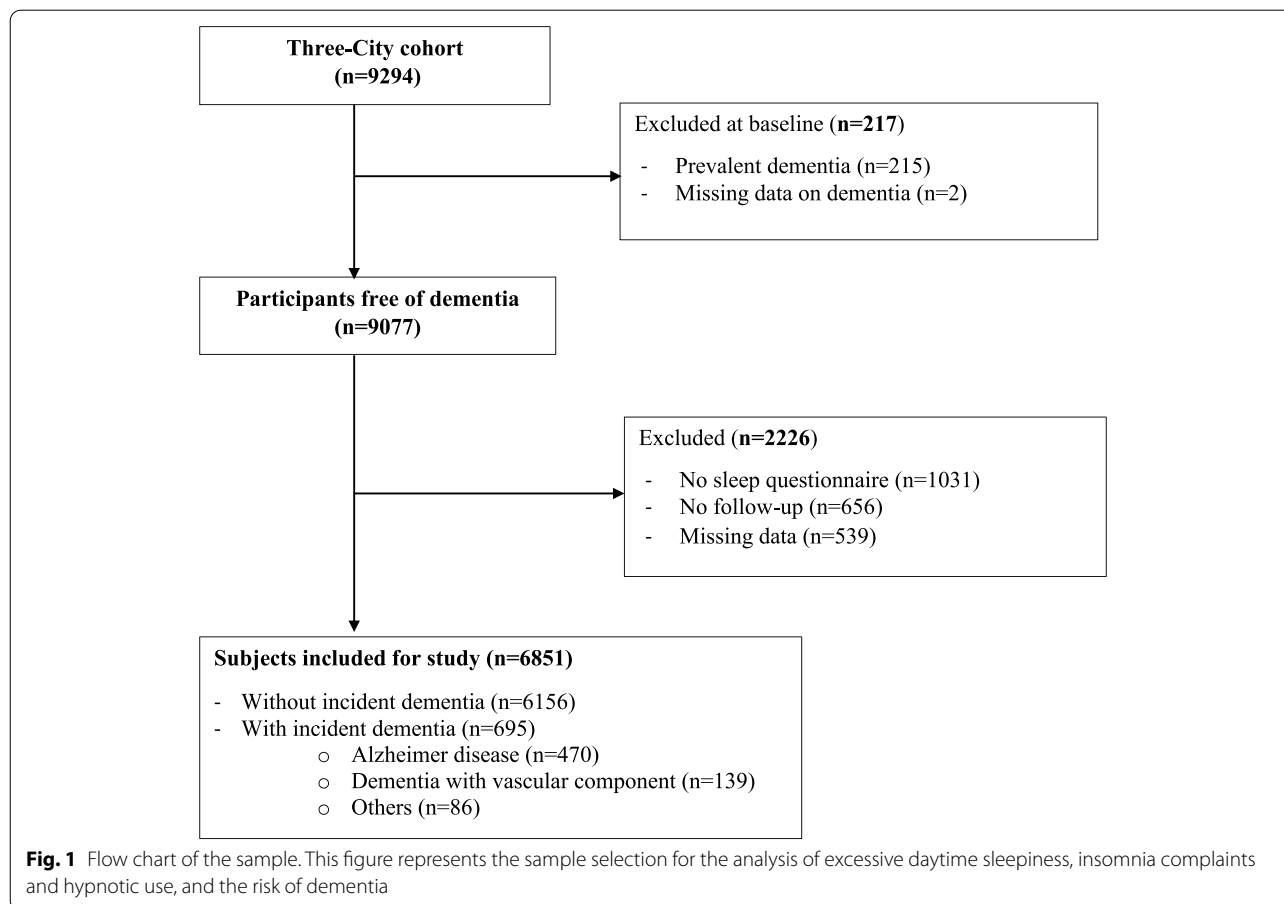 Three-City cohort
(n=9294)
Excluded at baseline (n=217)
- Prevalent dementia (n=215)
- Missing data on dementia (n=2)
Participants free of dementia
(n=9077)
Excluded (n=2226)
- No sleep questionnaire (n=1031)
- No follow-up (n=656)
- Missing data (n=539)
Subjects included for study (n=6851)
- Without incident dementia (n=6156)
- With incident dementia (n=695)
o Alzheimer disease (n=470)
o Dementia with vascular component (n=139)
o Others (n=86)
Fig. 1 Flow chart of the sample. This figure represents the sample selection for the analysis of excessive daytime sleepiness, insomnia complaints
and hypnotic use, and the risk of dementia